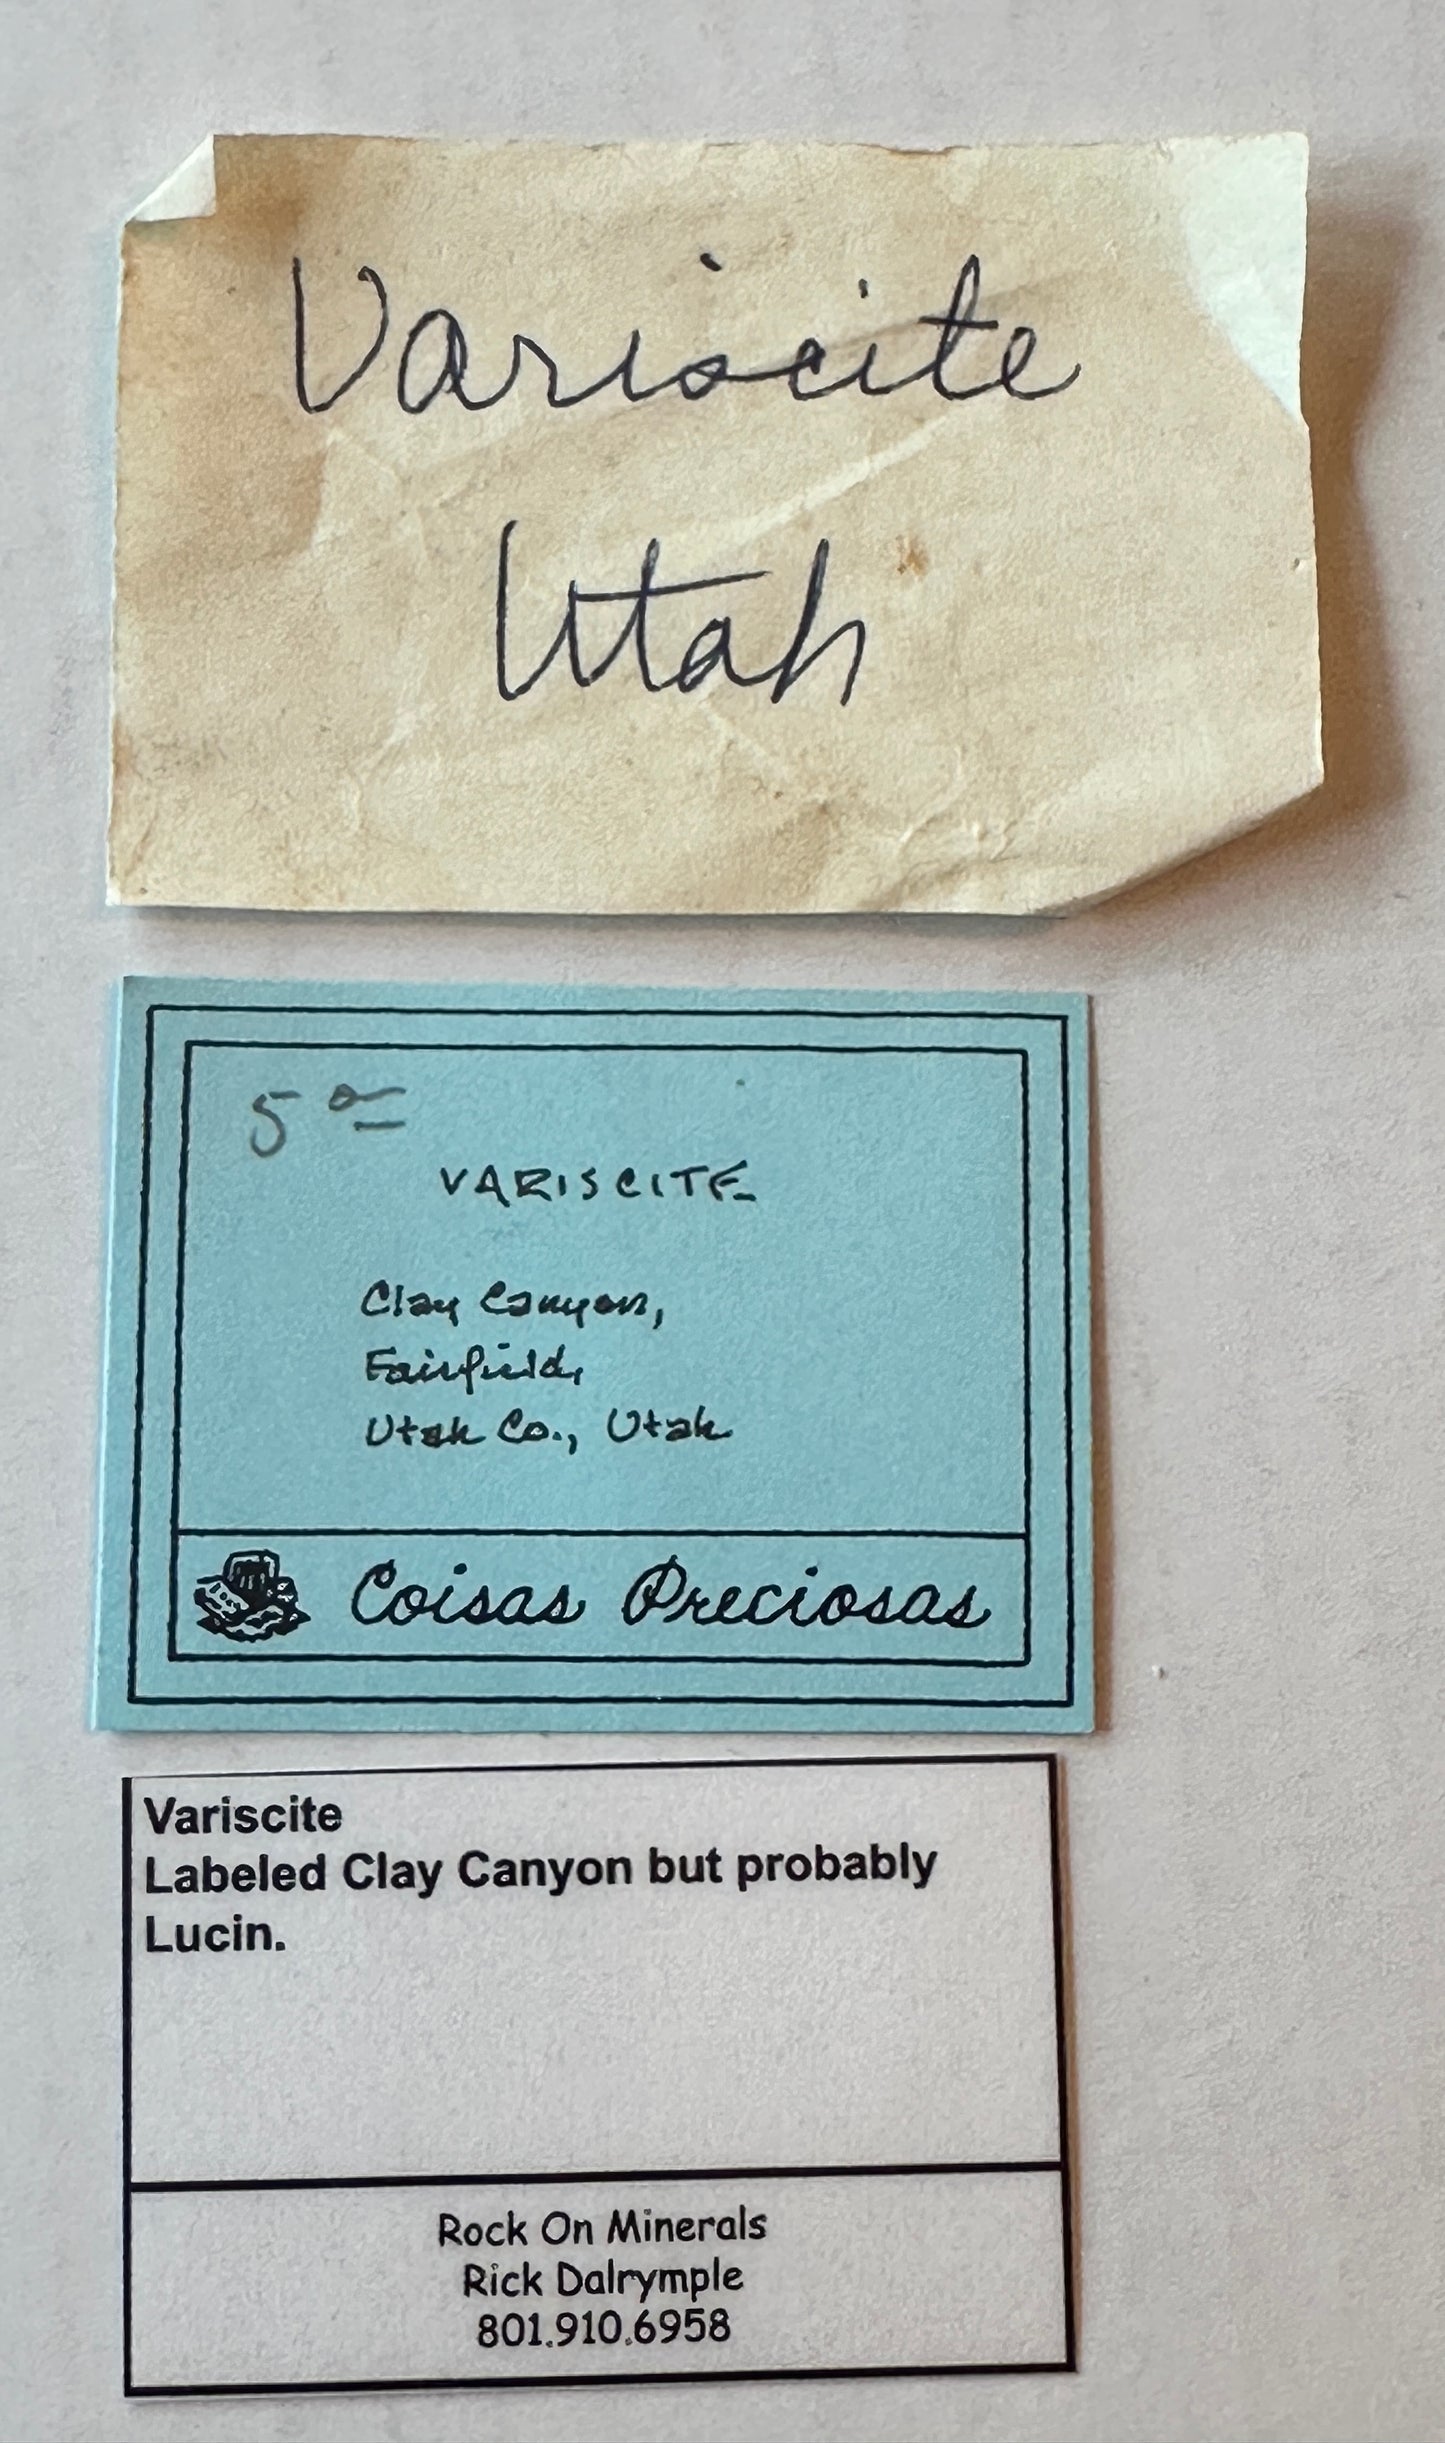 Variscite
Utah
5 00
VARISCITE
Clay Canyon,
Fairfield,
Utah Co., Utah
Coisas Preciosas
Variscite
Labeled Clay Canyon but probably
Lucin.
Rock On Minerals
Rick Dalrymple
801.910.6958